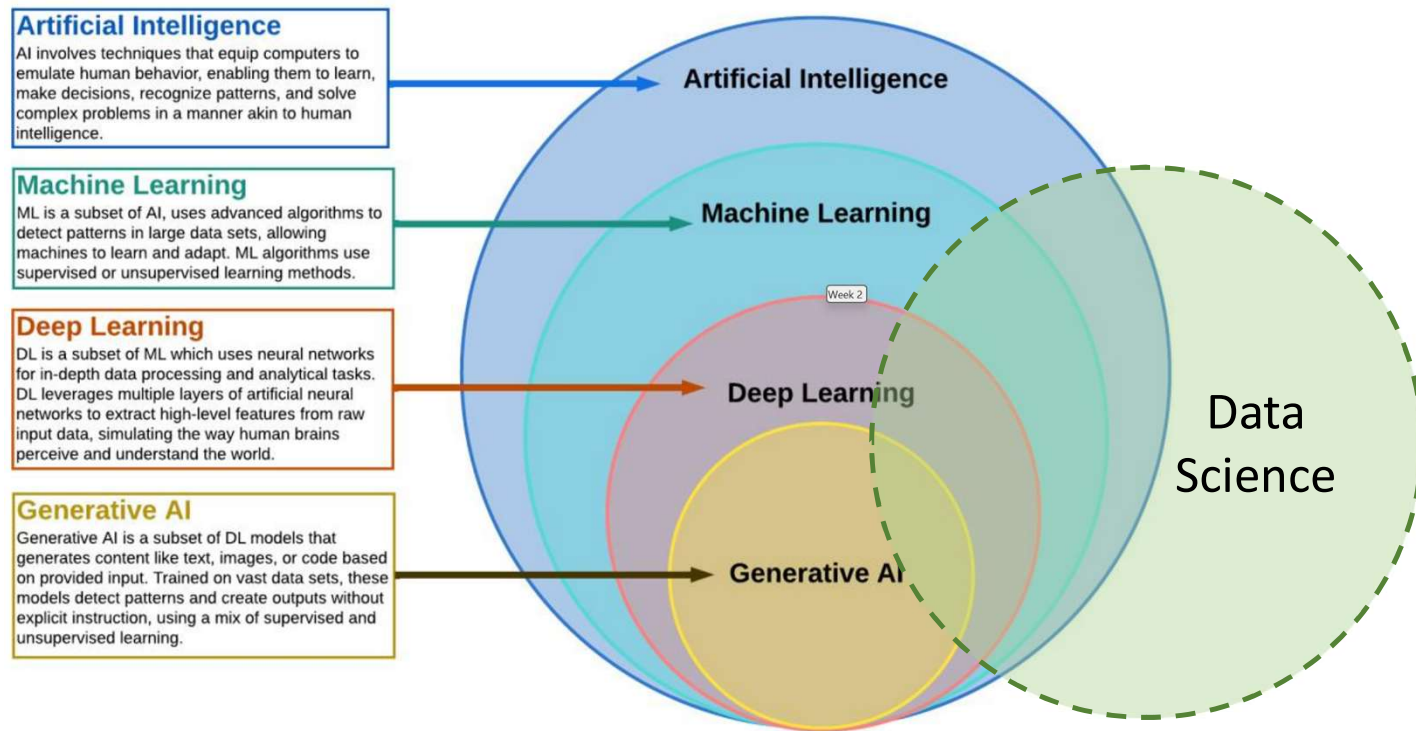 Artificial Intelligence
AI involves techniques that equip computers to
emulate human behavior, enabling them to learn,
make decisions, recognize patterns, and solve
complex problems in a manner akin to human
intelligence.
Machine Learning
ML is a subset of AI, uses advanced algorithms to
detect patterns in large data sets, allowing
machines to learn and adapt. ML algorithms use
supervised or unsupervised learning methods.
Deep Learning
DL is a subset of ML which uses neural networks
for in-depth data processing and analytical tasks.
DL leverages multiple layers of artificial neural
networks to extract high-level features from raw
input data, simulating the way human brains
perceive and understand the world.
Generative AI
Generative AI is a subset of DL models that
generates content like text, images, or code based
on provided input. Trained on vast data sets, these
models detect patterns and create outputs without
explicit instruction, using a mix of supervised and
unsupervised learning.
Artificial Intelligence
Machine Learning
Week 2
Deep Learning
Generative AI
Data
Science